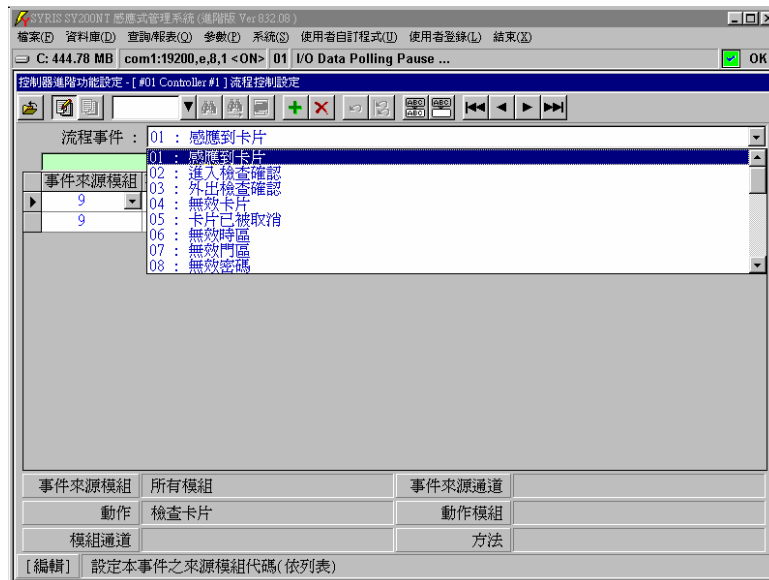 SYRIS SY200NT 感應式管理系統 (進階版 Ver 832.08 )
檔案(F) 資料庫(D) 查詢/報表(Q) 參數(P) 系統(S) 使用者自訂程式(U) 使用者登錄(L) 結束(X)
C: 444.78 MB com1:19200,e,8,1 <ON> 01 I/O Data Polling Pause ... OK
控制器進階功能設定 - [ #01 Controller #1 ] 流程控制設定
流程事件 : 01 : 感應到卡片
01 : 感應到卡片
事件來源模組
02 : 進入檢查確認
03 : 外出檢查確認
9
04 : 無效卡片
9
05 : 卡片已被取消
06 : 無效時區
07 : 無效門區
08 : 無效密碼
事件來源模組 所有模組 事件來源通道
動作 檢查卡片 動作模組
模組通道 方法
[編輯] 設定本事件之來源模組代碼(依列表)